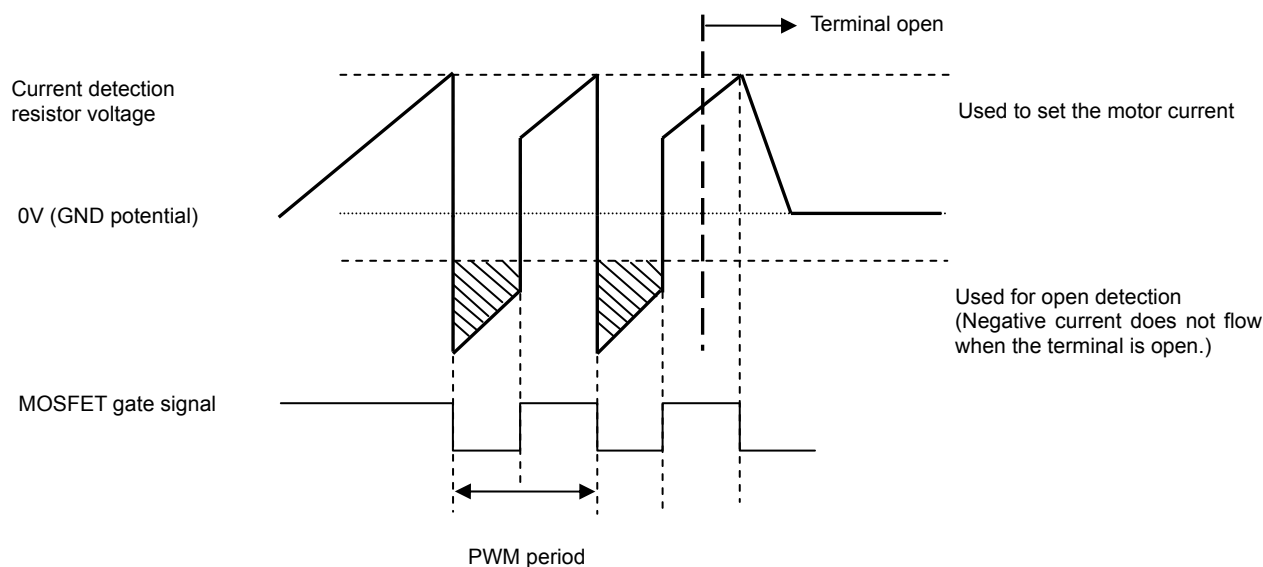 Terminal open
Current detection
resistor voltage
Used to set the motor current
0V (GND potential)
Used for open detection
(Negative current does not flow
when the terminal is open.)
MOSFET gate signal
PWM period